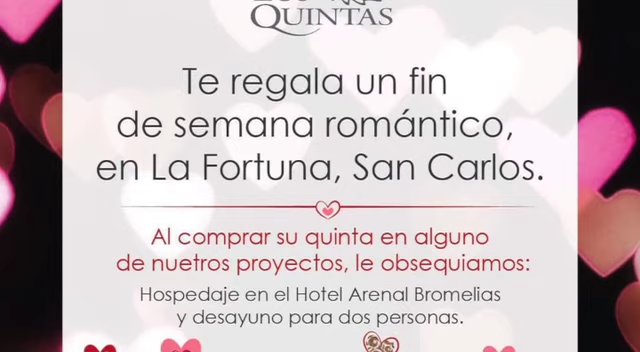 QUINTAS
Te regala un fin
de semana romántico,
en La Fortuna, San Carlos.
Al comprar su quinta en alguno
de nuetros proyectos, le obsequiamos:
Hospedaje en el Hotel Arenal Bromelias
y desayuno para dos personas.